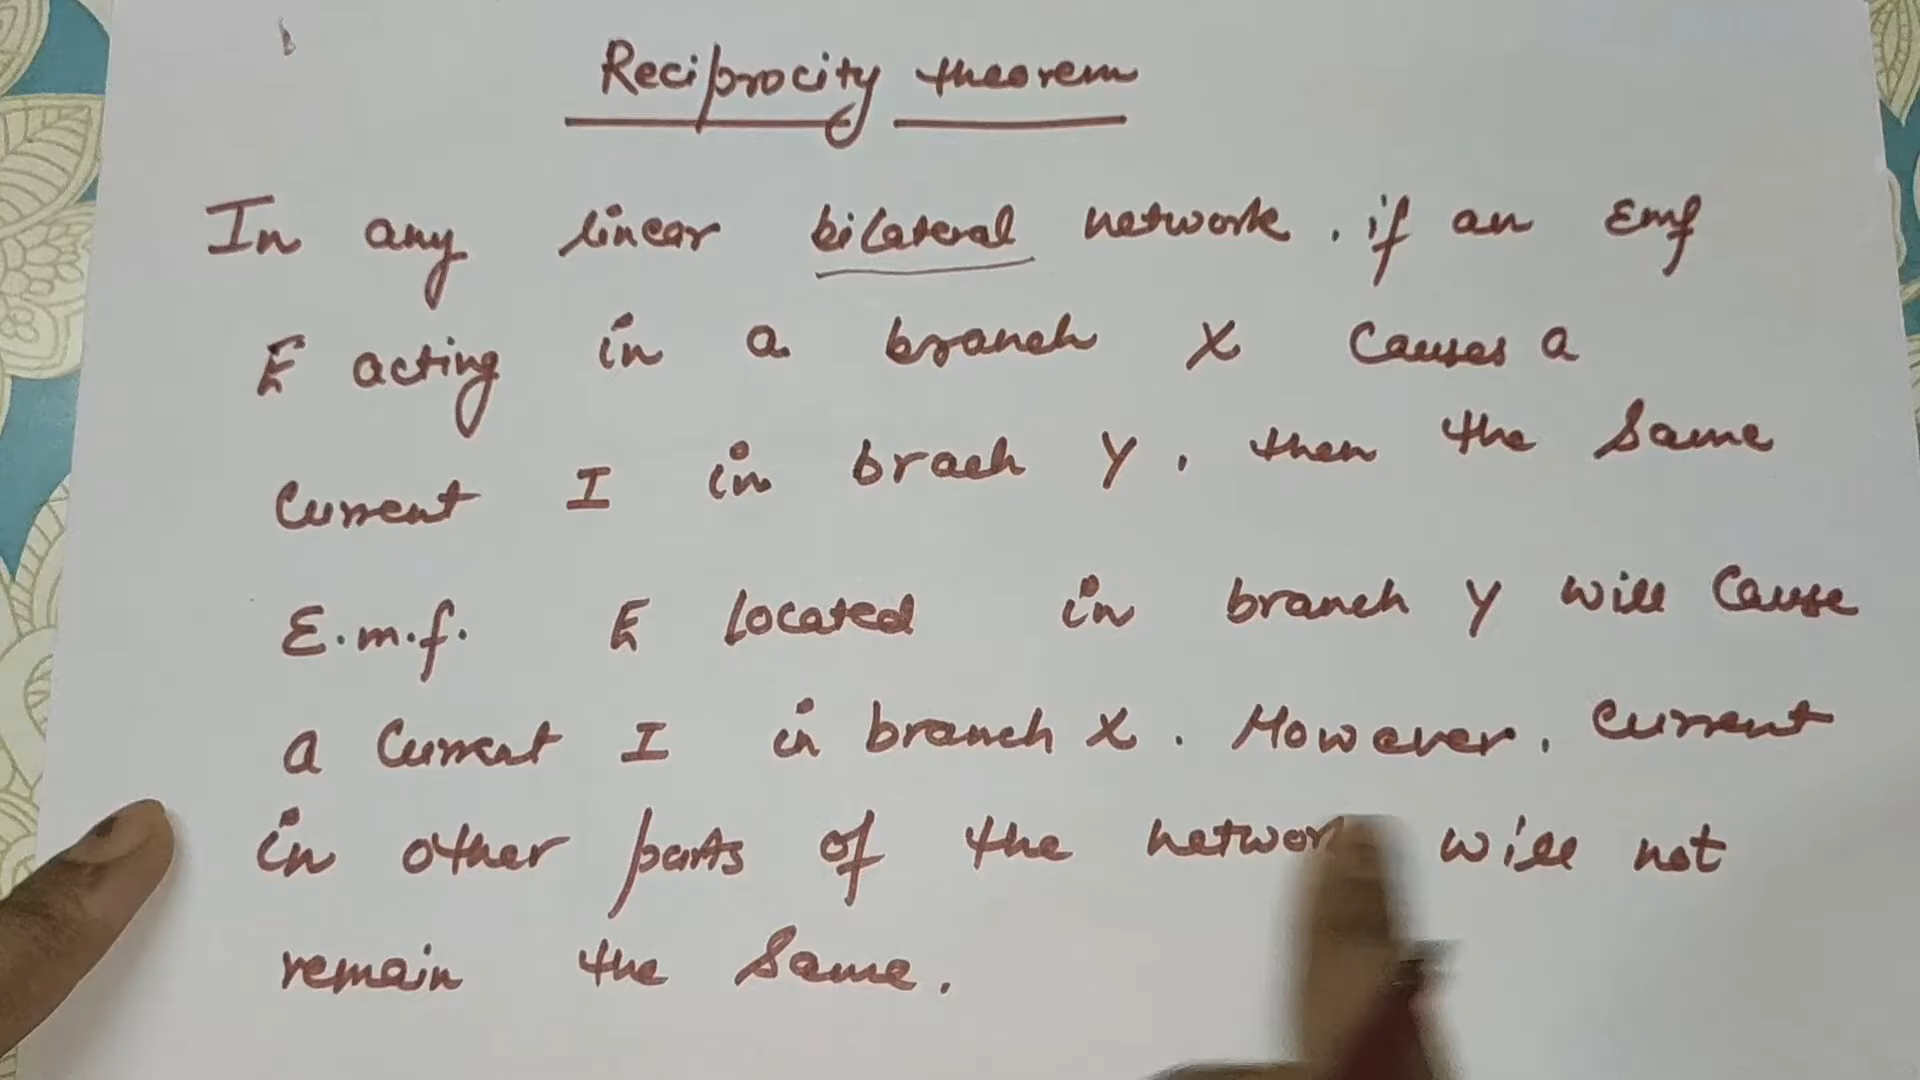 Reciprocity theorem
In any linear bilateral network, if an Emf
E acting in a branch X causes a
Current I in brach Y, then the Same
E.m.f. E located in branch Y will Cause
a Current I in branch X. However, Current
in other parts of the network will not
remain the Same.